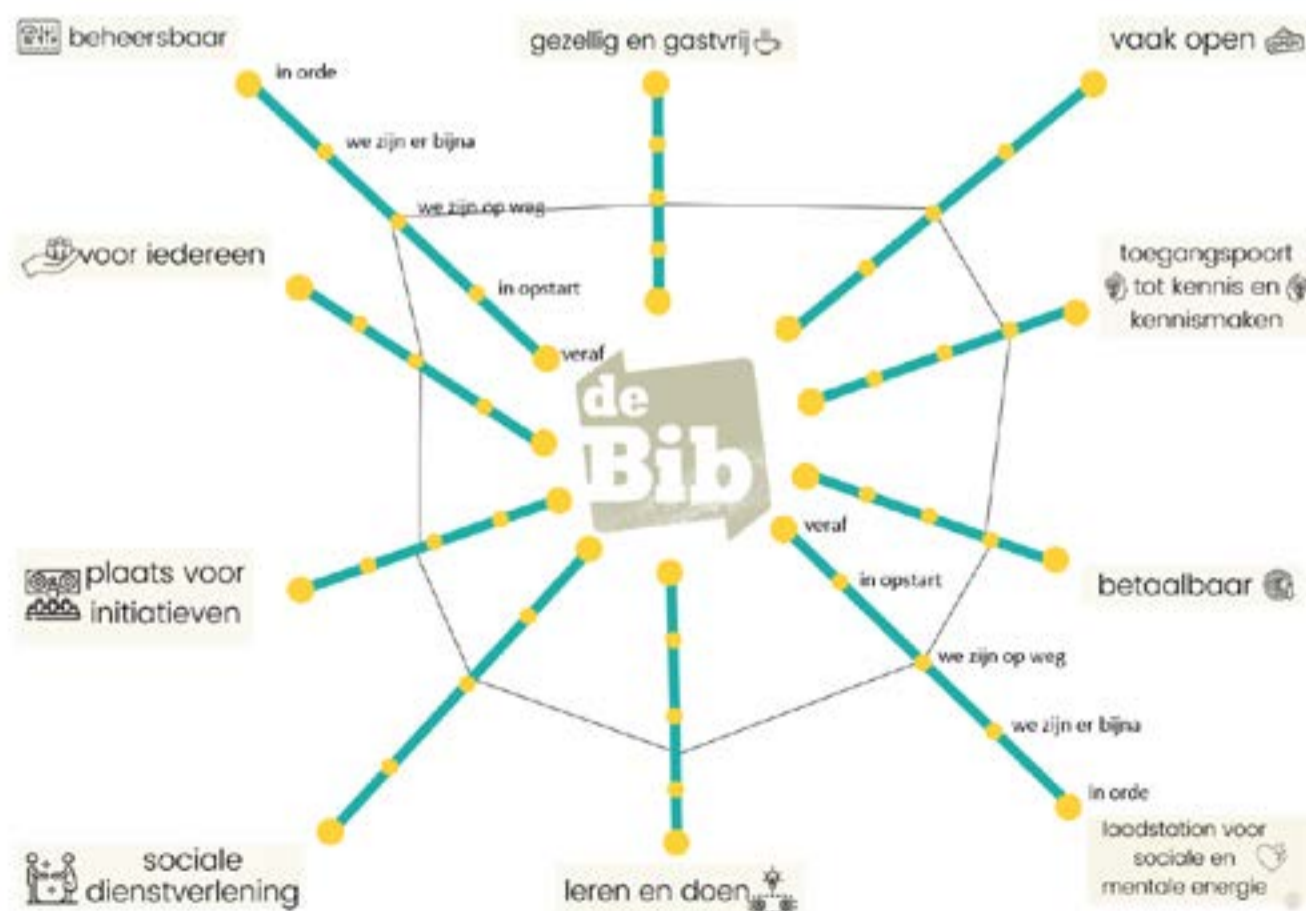 beheersbaar
gezellig en gastvrij
vaak open
in orde
we zijn er bijna
we zijn op weg
in opstart
veraf
voor iedereen
toegangspoort
tot kennis en
kennismaken
de
Bib
plaats voor
initiatieven
betaalbaar
veraf
in opstart
we zijn op weg
we zijn er bijna
in orde
sociale
dienstverlening
leren en doen
laadstation voor
sociale en
mentale energie